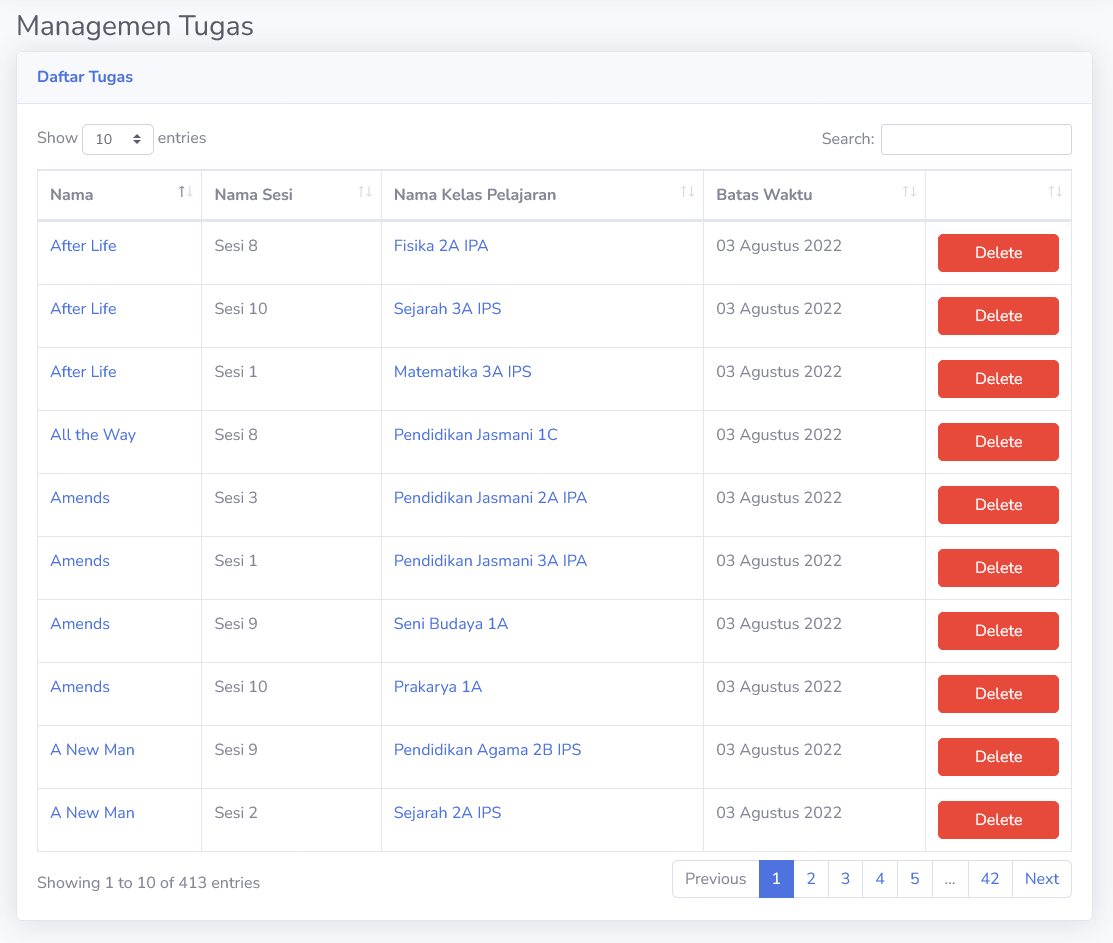 Managemen Tugas
Daftar Tugas
Show 10 entries Search:
Nama Nama Sesi Nama Kelas Pelajaran Batas Waktu
After Life Sesi 8 Fisika 2A IPA 03 Agustus 2022 Delete
After Life Sesi 10 Sejarah 3A IPS 03 Agustus 2022 Delete
After Life Sesi 1 Matematika 3A IPS 03 Agustus 2022 Delete
All the Way Sesi 8 Pendidikan Jasmani 1C 03 Agustus 2022 Delete
Amends Sesi 3 Pendidikan Jasmani 2A IPA 03 Agustus 2022 Delete
Amends Sesi 1 Pendidikan Jasmani 3A IPA 03 Agustus 2022 Delete
Amends Sesi 9 Seni Budaya 1A 03 Agustus 2022 Delete
Amends Sesi 10 Prakarya 1A 03 Agustus 2022 Delete
A New Man Sesi 9 Pendidikan Agama 2B IPS 03 Agustus 2022 Delete
A New Man Sesi 2 Sejarah 2A IPS 03 Agustus 2022 Delete
Showing 1 to 10 of 413 entries Previous 1 2 3 4 5 ... 42 Next